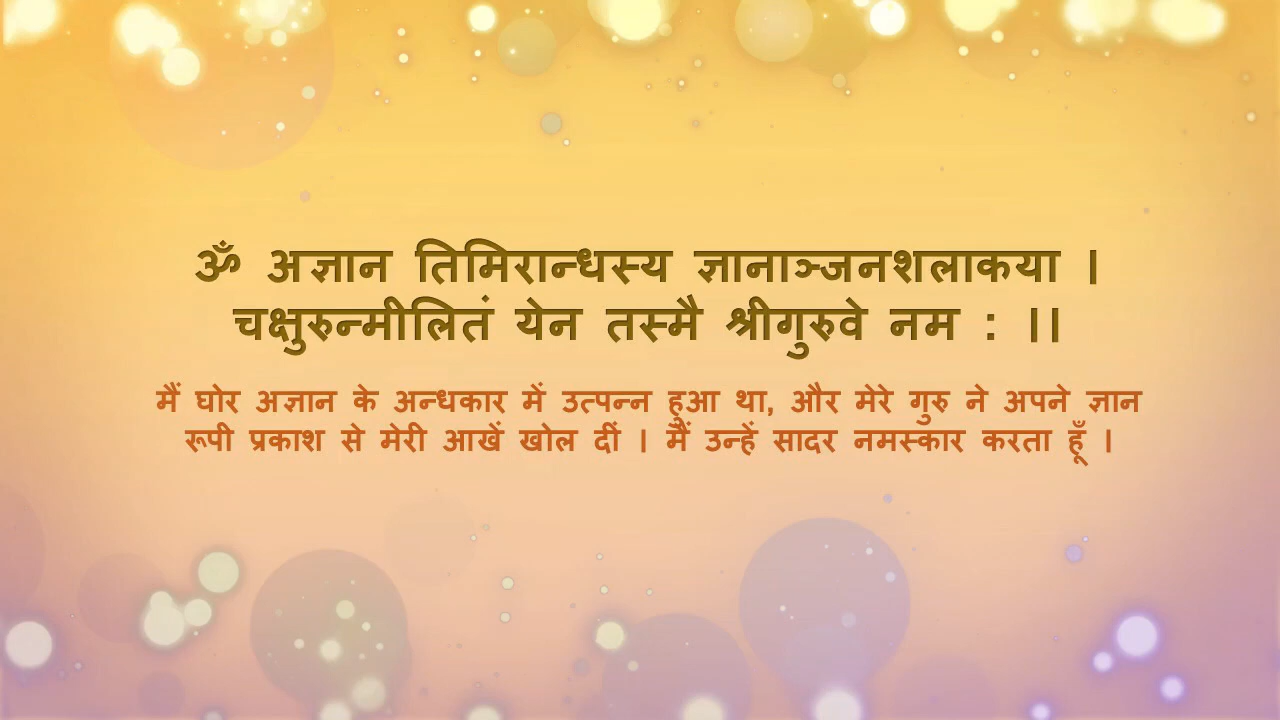 ॐ अज्ञान तिमिरान्धस्य ज्ञानाञ्जनशलाकया ।
चक्षुरुन्मीलितं येन तस्मै श्रीगुरुवे नम : ।।
मैं घोर अज्ञान के अन्धकार में उत्पन्न हुआ था, और मेरे गुरु ने अपने ज्ञान
रूपी प्रकाश से मेरी आखें खोल दीं । मैं उन्हें सादर नमस्कार करता हूँ ।